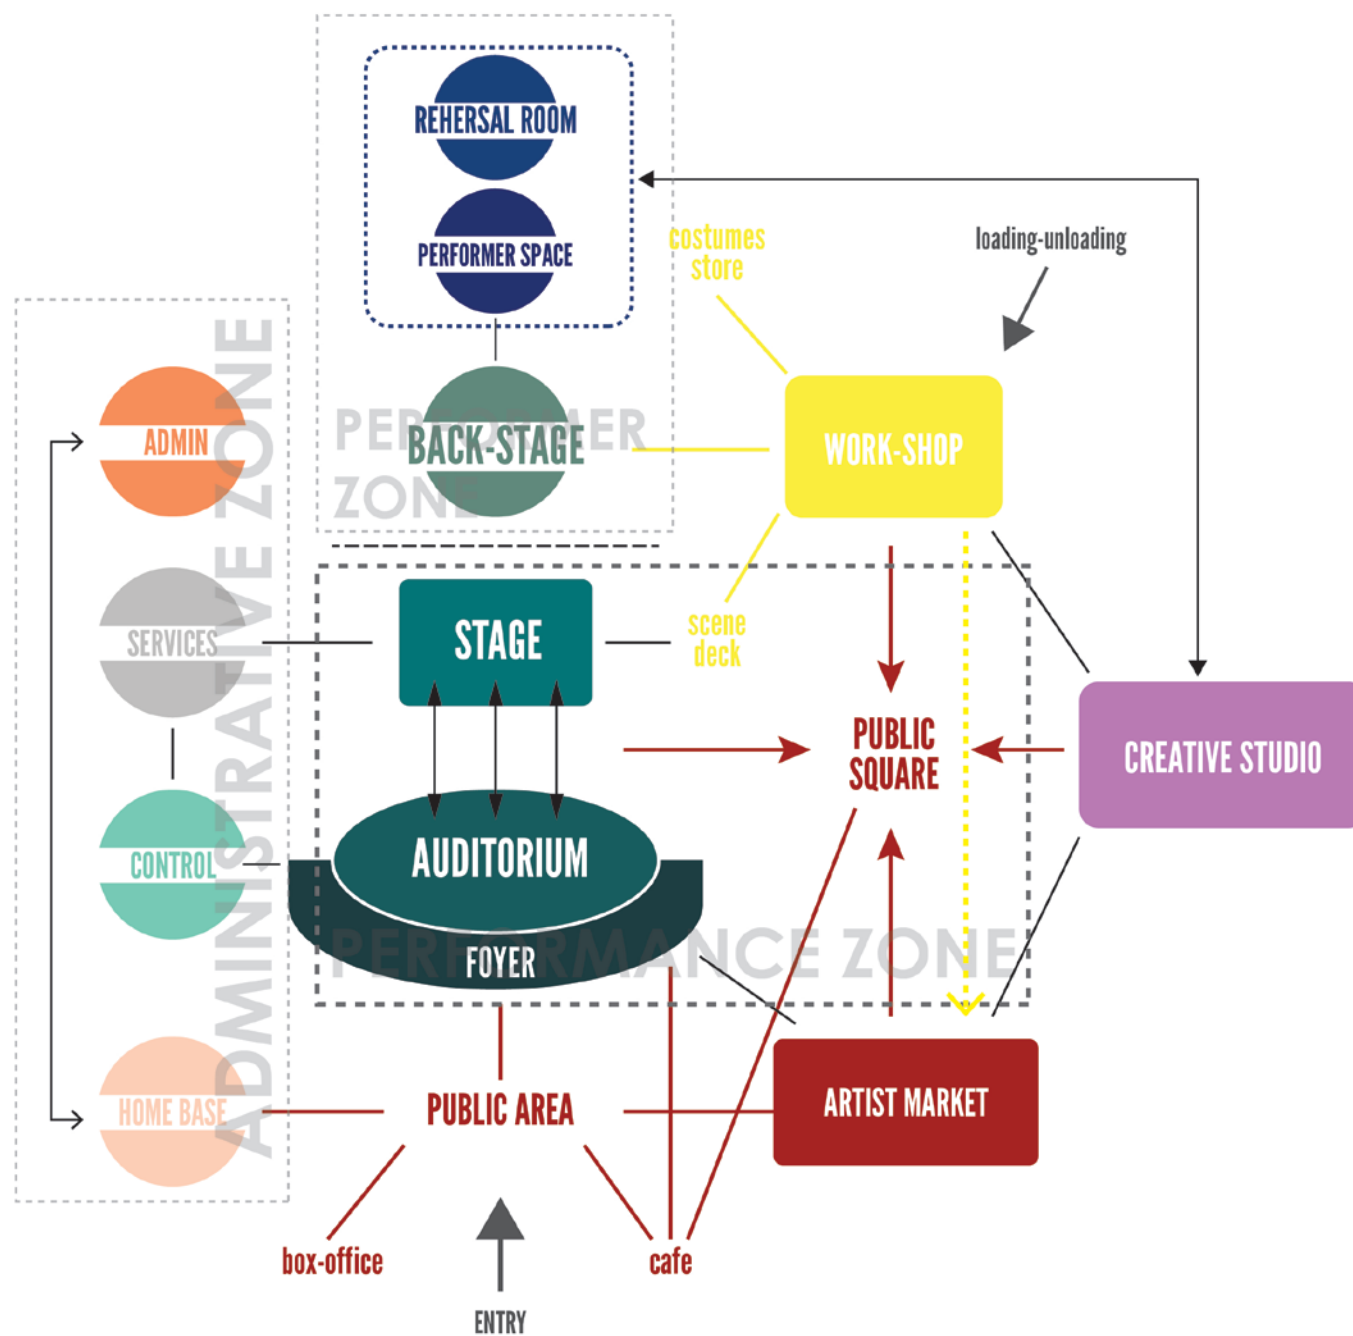 REHERSAL ROOM
PERFORMER SPACE
costumes
store
loading-unloading
ADMINISTRATIVE ZONE
ADMIN
PERFORMER
ZONE
BACK-STAGE
WORK-SHOP
SERVICES
STAGE
scene
deck
PUBLIC
SQUARE
CREATIVE STUDIO
CONTROL
AUDITORIUM
FOYER
PERFORMANCE ZONE
HOME BASE
PUBLIC AREA
ARTIST MARKET
box-office
cafe
ENTRY